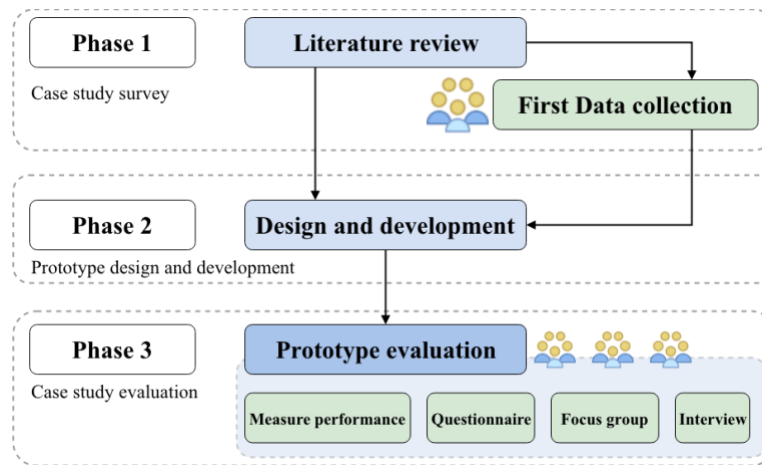 Phase 1
Literature review
Case study survey
First Data collection
Phase 2
Design and development
Prototype design and development
Phase 3
Prototype evaluation
Case study evaluation
Measure performance
Questionnaire
Focus group
Interview